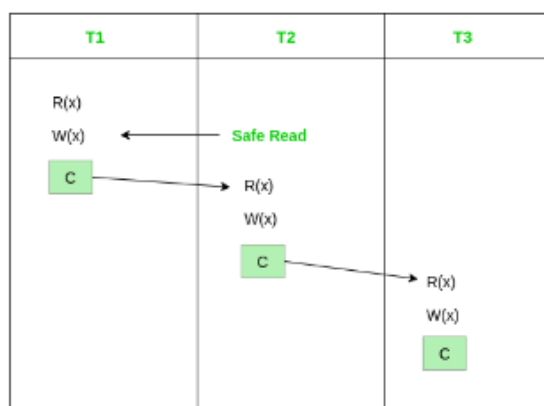 T1 T2 T3
R(x)
W(x) Safe Read
C
R(x)
W(x)
C
R(x)
W(x)
C